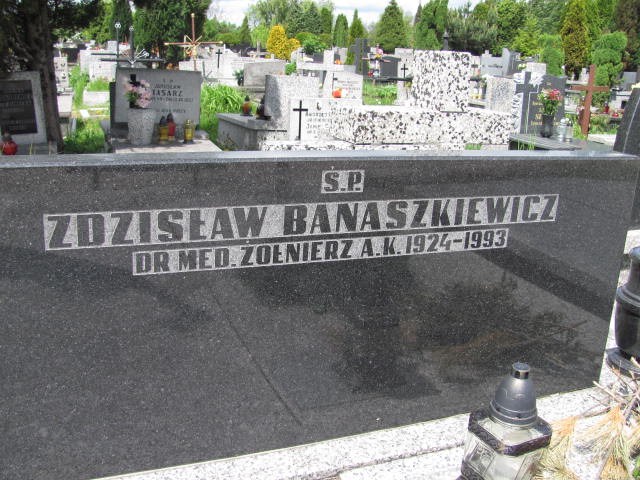 Ś.P.
ZDZISŁAW BANASZKIEWICZ
DR MED. ŻOŁNIERZ A.K. 1924-1993